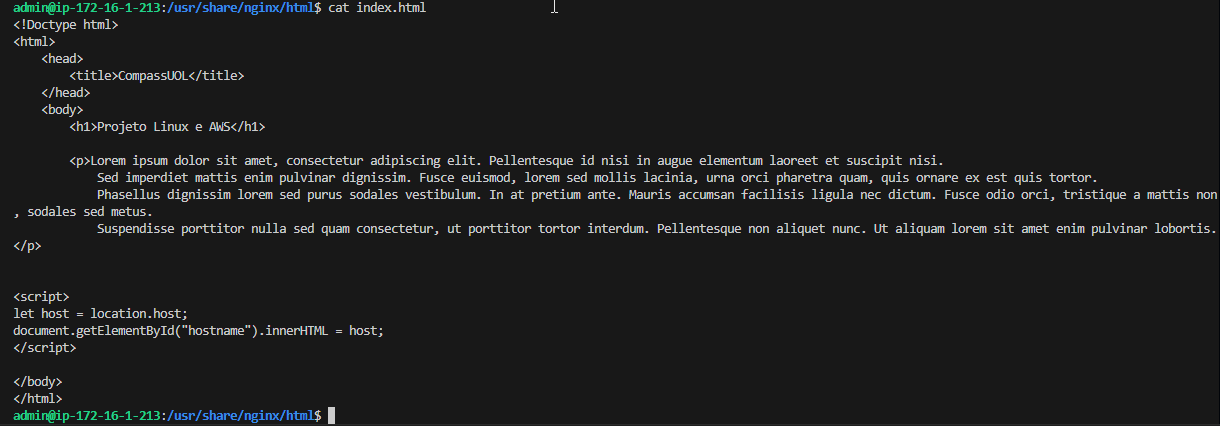 admin@ip-172-16-1-213:/usr/share/nginx/html$ cat index.html
<!Doctype html>
<html>
    <head>
        <title>CompassUOL</title>
    </head>
    <body>
        <h1>Projeto Linux e AWS</h1>

        <p>Lorem ipsum dolor sit amet, consectetur adipiscing elit. Pellentesque id nisi in augue elementum laoreet et suscipit nisi.
            Sed imperdiet mattis enim pulvinar dignissim. Fusce euismod, lorem sed mollis lacinia, urna orci pharetra quam, quis ornare ex est quis tortor.
            Phasellus dignissim lorem sed purus sodales vestibulum. In at pretium ante. Mauris accumsan facilisis ligula nec dictum. Fusce odio orci, tristique a mattis non
, sodales sed metus.
            Suspendisse porttitor nulla sed quam consectetur, ut porttitor tortor interdum. Pellentesque non aliquet nunc. Ut aliquam lorem sit amet enim pulvinar lobortis.
</p>


<script>
let host = location.host;
document.getElementById("hostname").innerHTML = host;
</script>

</body>
</html>
admin@ip-172-16-1-213:/usr/share/nginx/html$